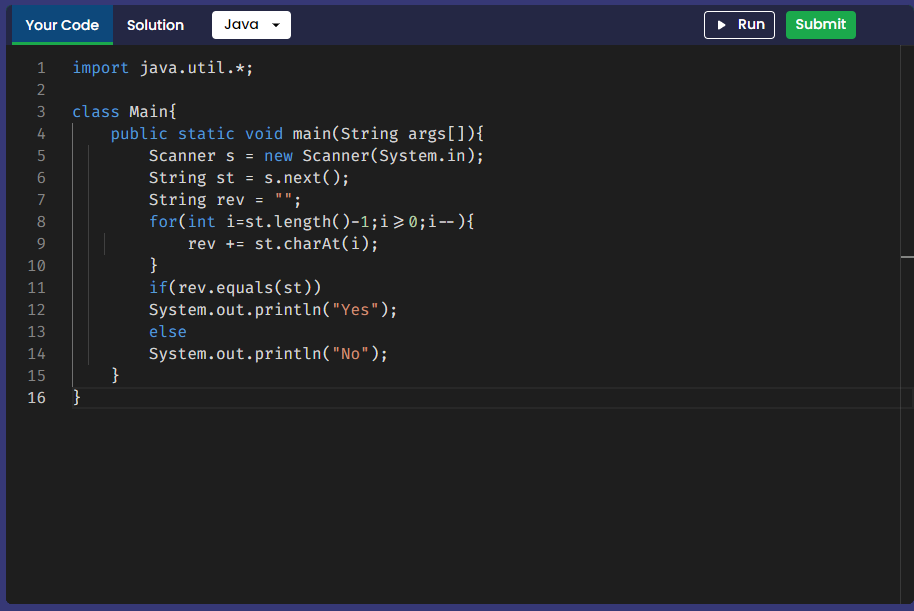 Your Code Solution Java Run Submit
1 import java.util.*;
2
3 class Main{
4     public static void main(String args[]){
5         Scanner s = new Scanner(System.in);
6         String st = s.next();
7         String rev = "";
8         for(int i=st.length()-1;i>=0;i--){
9             rev += st.charAt(i);
10         }
11         if(rev.equals(st))
12         System.out.println("Yes");
13         else
14         System.out.println("No");
15     }
16 }